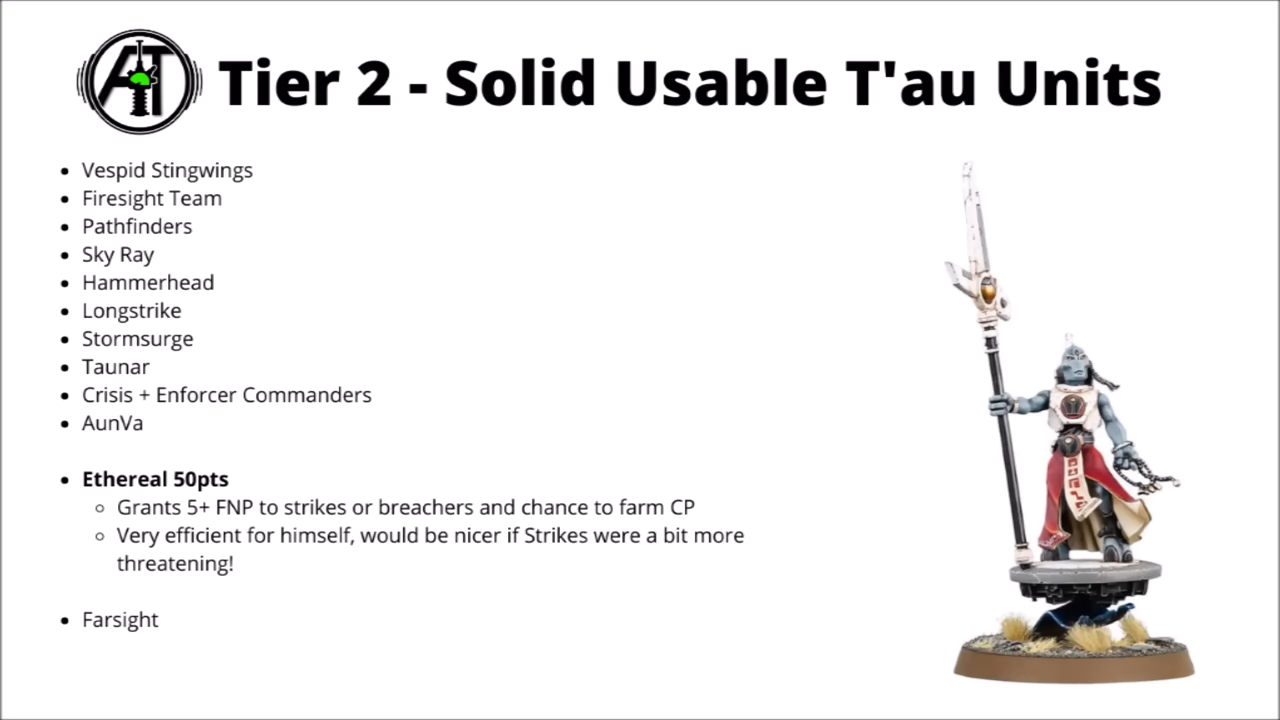 AT
Tier 2 - Solid Usable T'au Units
• Vespid Stingwings
• Firesight Team
• Pathfinders
• Sky Ray
• Hammerhead
• Longstrike
• Stormsurge
• Taunar
• Crisis + Enforcer Commanders
• AunVa
• Ethereal 50pts
○ Grants 5+ FNP to strikes or breachers and chance to farm CP
○ Very efficient for himself, would be nicer if Strikes were a bit more
threatening!
• Farsight